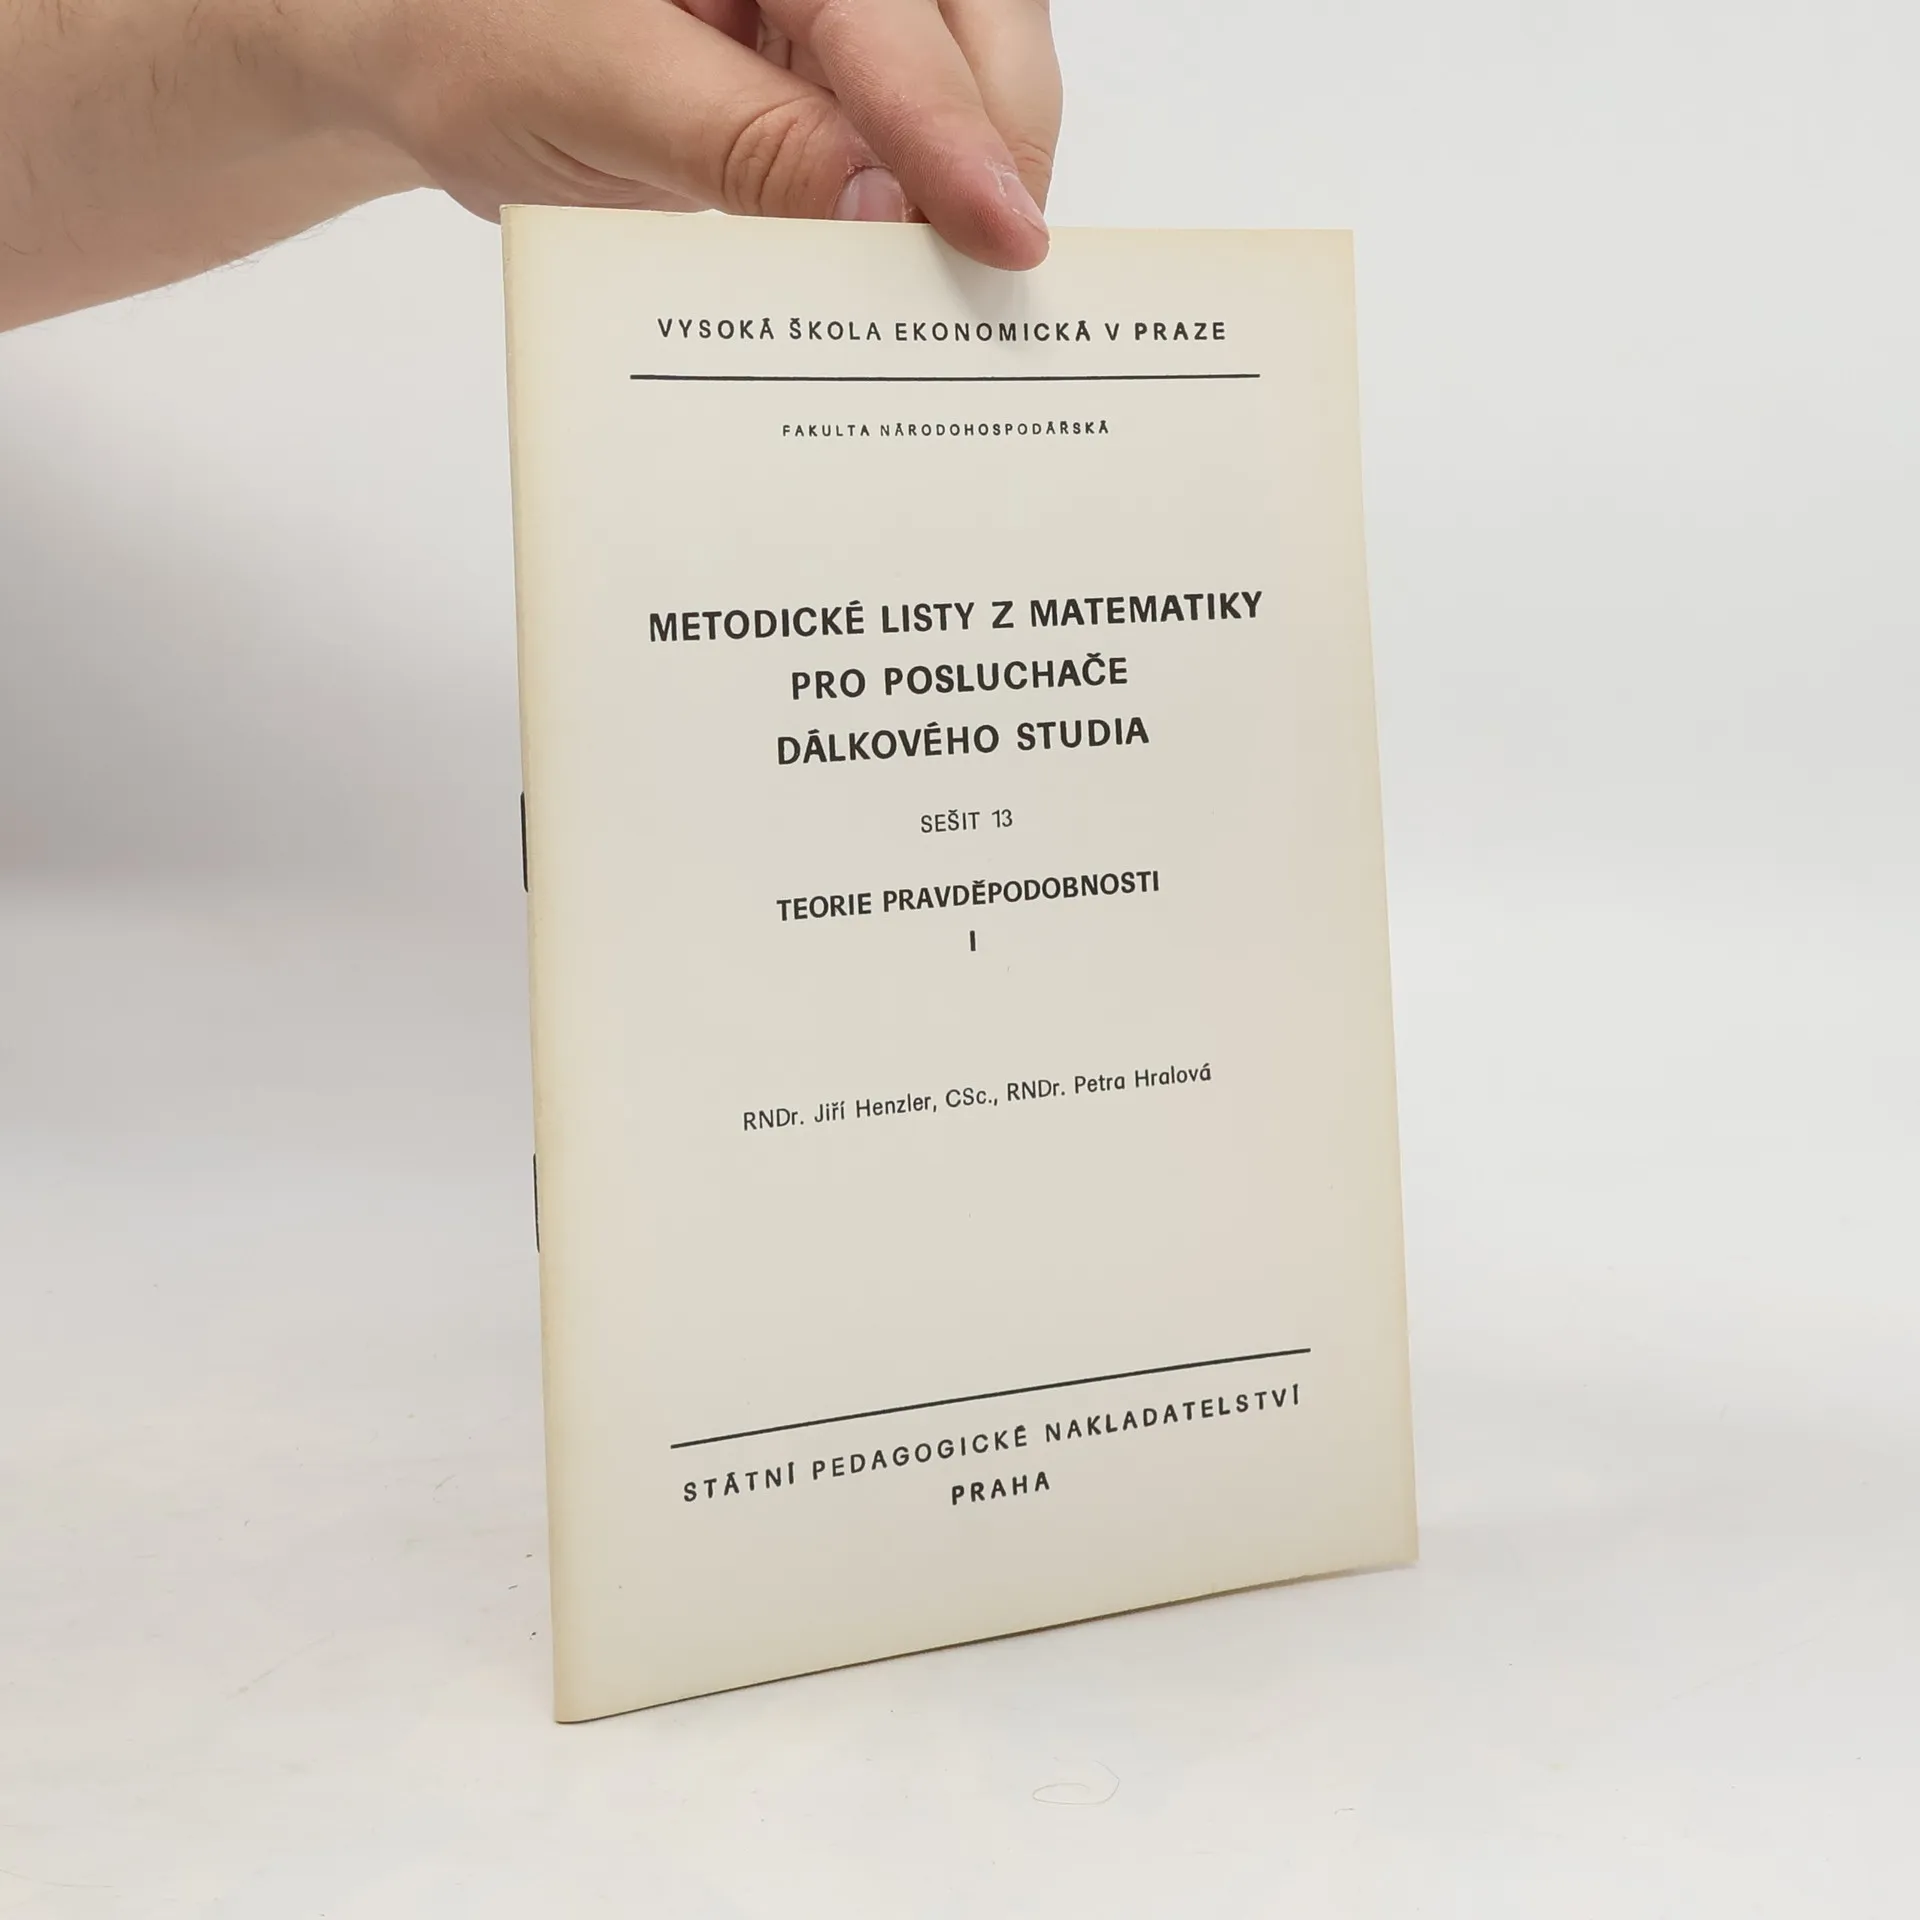 VYSOKÁ ŠKOLA EKONOMICKÁ V PRAZE
FAKULTA NÁRODOHOSPODÁŘSKÁ
METODICKÉ LISTY Z MATEMATIKY
PRO POSLUCHAČE
DÁLKOVÉHO STUDIA
SEŠIT 13
TEORIE PRAVDĚPODOBNOSTI
I
RNDr. Jiří Henzler, CSc., RNDr. Petra Hralová
STÁTNÍ PEDAGOGICKÉ NAKLADATELSTVÍ
PRAHA